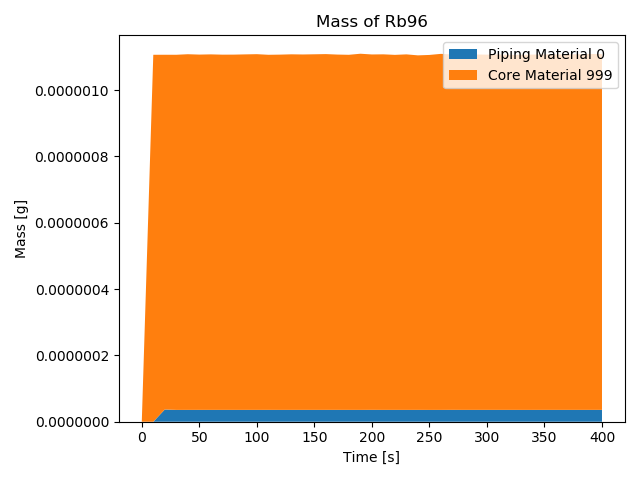 Mass of Rb96
Piping Material 0
Core Material 999
0.0000010
0.0000008
0.0000006
0.0000004
0.0000002
0.0000000
Mass [g]
0 50 100 150 200 250 300 350 400
Time [s]